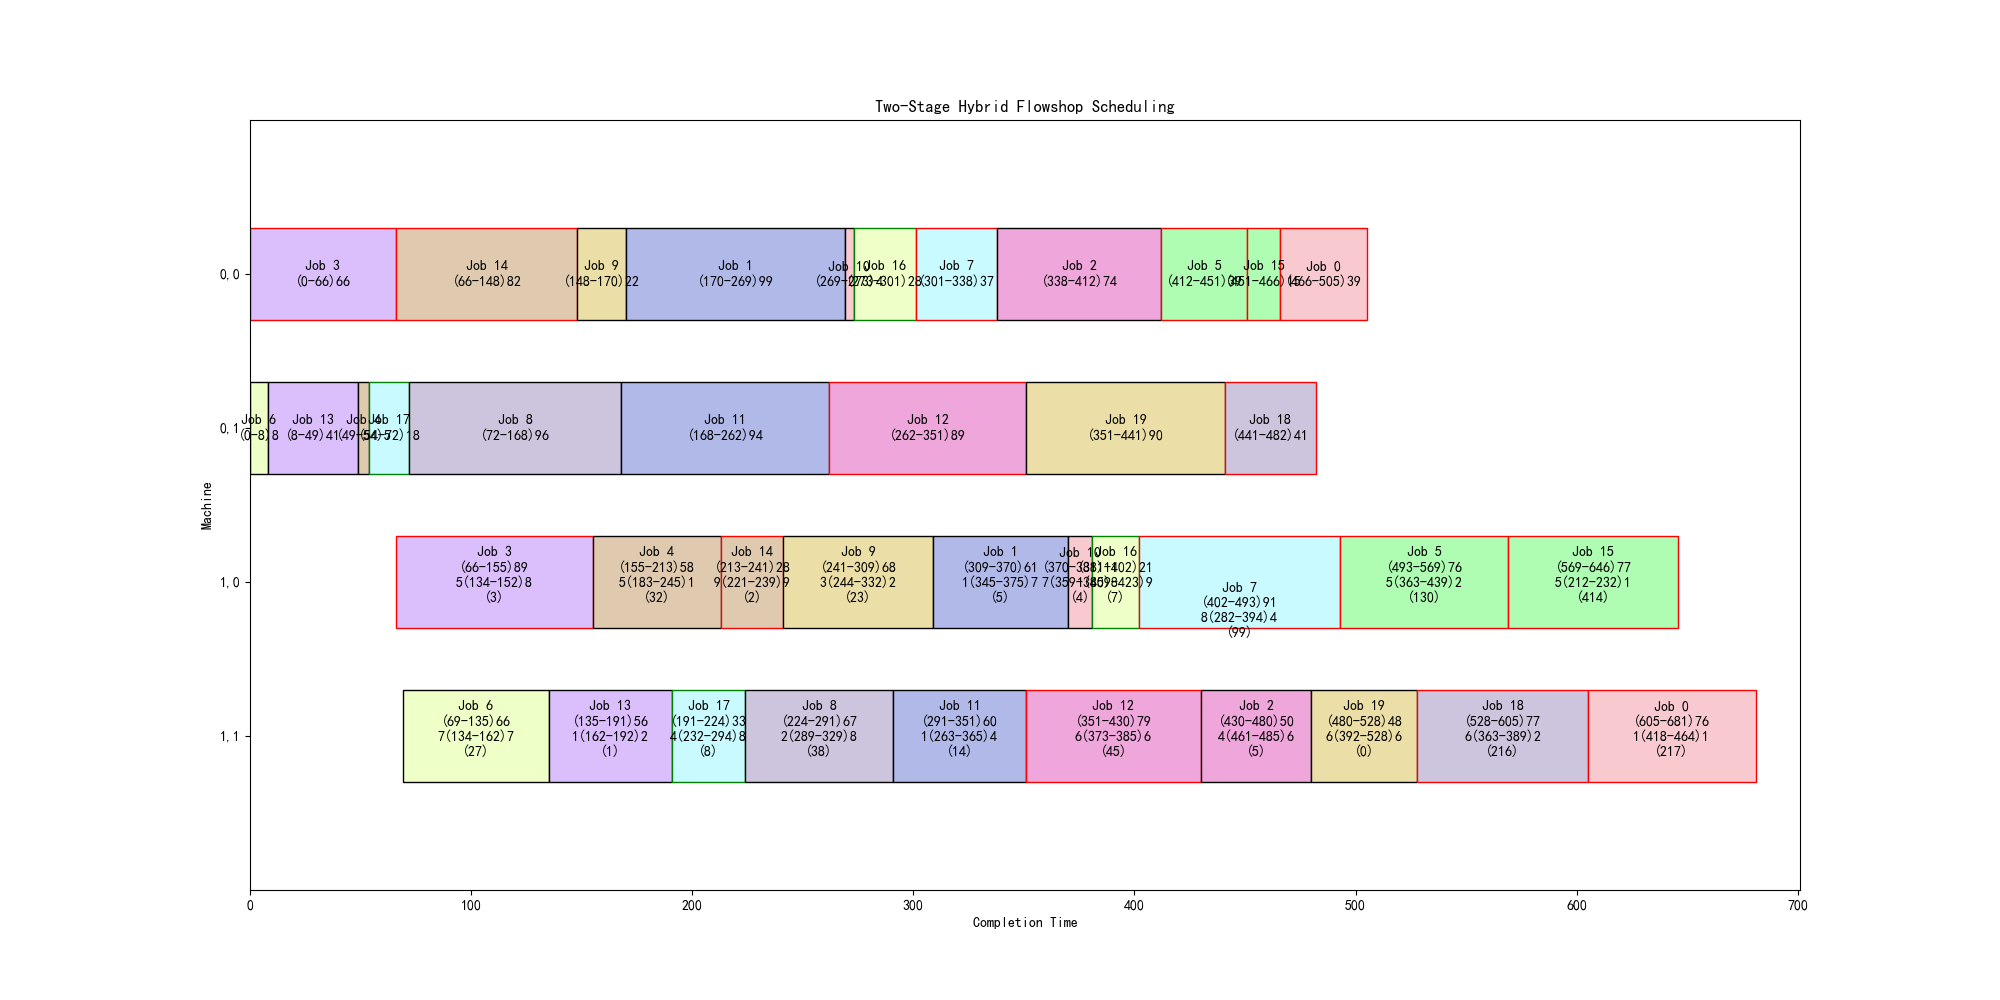 Two-Stage Hybrid Flowshop Scheduling
0,0
Job 3
(0-66)66
Job 14
(66-148)82
Job 9
(148-170)22
Job 1
(170-269)99
Job 10
Job 16
(273-301)28
Job 7
(301-338)37
Job 2
(338-412)74
Job 5
(412-451)39
Job 15
(451-466)15
Job 0
(466-505)39
0,1
Job 6
(0-8)8
Job 13
(8-49)41
Job 4
(49-54)5
Job 17
(54-72)18
Job 8
(72-168)96
Job 11
(168-262)94
Job 12
(262-351)89
Job 19
(351-441)90
Job 18
(441-482)41
Machine
1,0
Job 3
(66-155)89
5(134-152)8
(3)
Job 4
(155-213)58
5(183-245)1
(32)
Job 14
(213-241)28
9(221-239)9
(2)
Job 9
(241-309)68
3(244-332)2
(23)
Job 1
(309-370)61
1(345-375)7
(5)
Job 10
(370-381)11
(4)
Job 16
(381-402)21
(7)
Job 7
(402-493)91
8(282-394)4
(99)
Job 5
(493-569)76
5(363-439)2
(130)
Job 15
(569-646)77
5(212-232)1
(414)
1,1
Job 6
(69-135)66
7(134-162)7
(27)
Job 13
(135-191)56
1(162-192)2
(1)
Job 17
(191-224)33
4(232-294)8
(8)
Job 8
(224-291)67
2(289-329)8
(38)
Job 11
(291-351)60
1(263-365)4
(14)
Job 12
(351-430)79
6(373-385)6
(45)
Job 2
(430-480)50
4(461-485)6
(5)
Job 19
(480-528)48
6(392-528)6
(0)
Job 18
(528-605)77
6(363-389)2
(216)
Job 0
(605-681)76
1(418-464)1
(217)
0 100 200 300 400 500 600 700
Completion Time